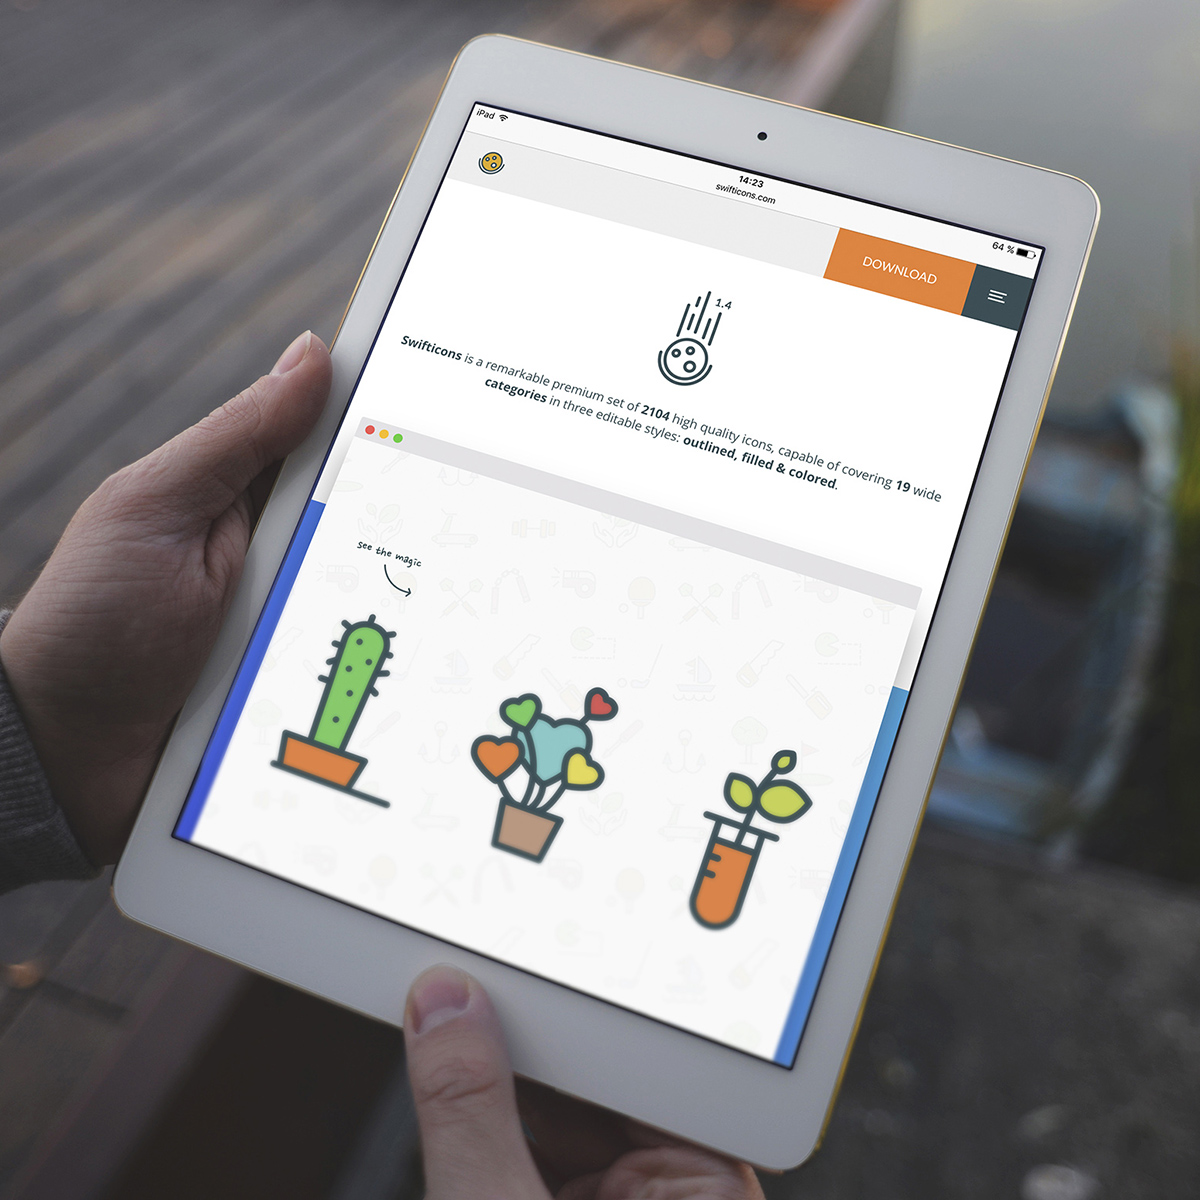 iPad
14:23
swifticons.com
64 %
DOWNLOAD
1.4
Swifticons is a remarkable premium set of 2104 high quality icons, capable of covering 19 wide
categories in three editable styles: outlined, filled & colored.
see the magic